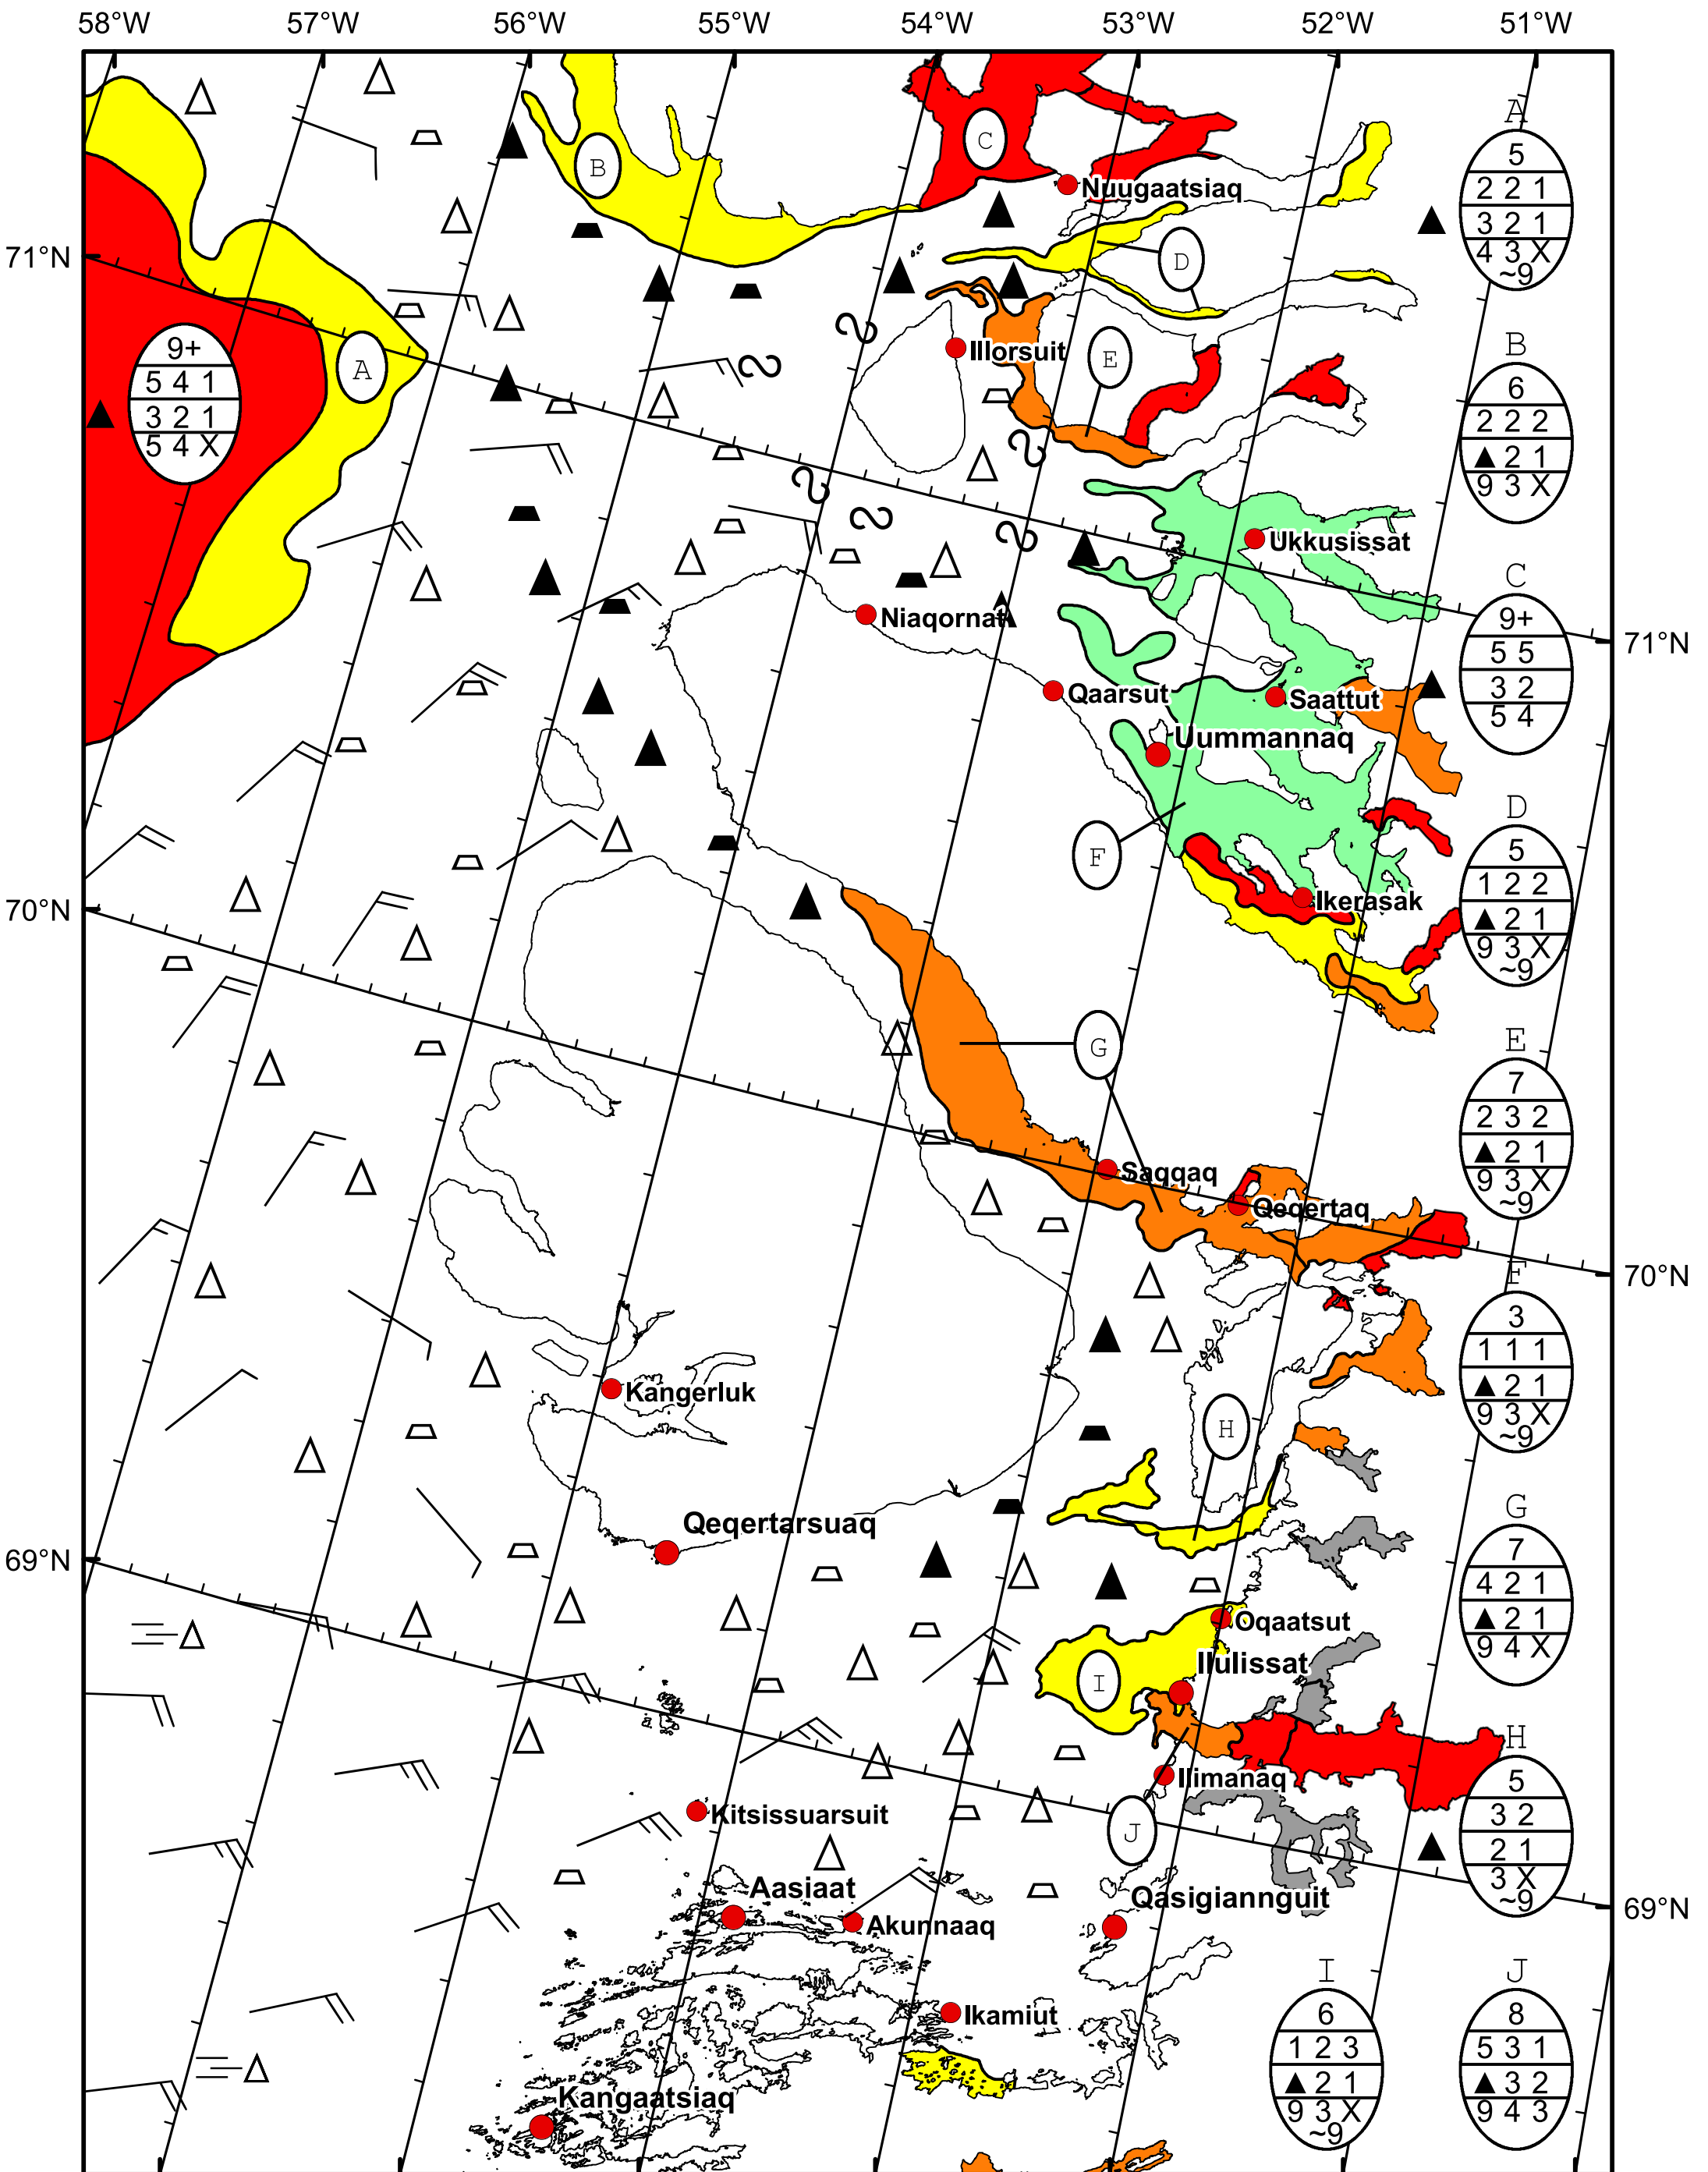 58°W 57°W 56°W 55°W 54°W 53°W 52°W 51°W
A
5
2 2 1
3 2 1
4 3 X
~9
C
B
Nuugaatsiaq
71°N
D
9+
5 4 1
3 2 1
5 4 X
A
Illorsuit
E
B
6
2 2 2
▲ 2 1
9 3 X
Ukkusissat
C
9+
5 5
3 2
5 4
Niaqornat
71°N
Qaarsut
Saattut
Uummannaq
F
D
5
1 2 2
▲ 2 1
9 3 X
~9
Ikerasak
70°N
G
E
7
2 3 2
▲ 2 1
9 3 X
~9
Saqqaq
Qeqertaq
70°N
F
3
1 1 1
▲ 2 1
9 3 X
~9
Kangerluk
H
G
7
4 2 1
▲ 2 1
9 4 X
Qeqertarsuaq
69°N
Oqaatsut
Ilulissat
I
H
5
3 2
2 1
3 X
~9
Ilimanaq
Kitsissuarsuit
J
Aasiaat
Akunnaaq
Qasigiannguit
69°N
Ikamiut
I
6
1 2 3
▲ 2 1
9 3 X
~9
J
8
5 3 1
▲ 3 2
9 4 3
Kangaatsiaq